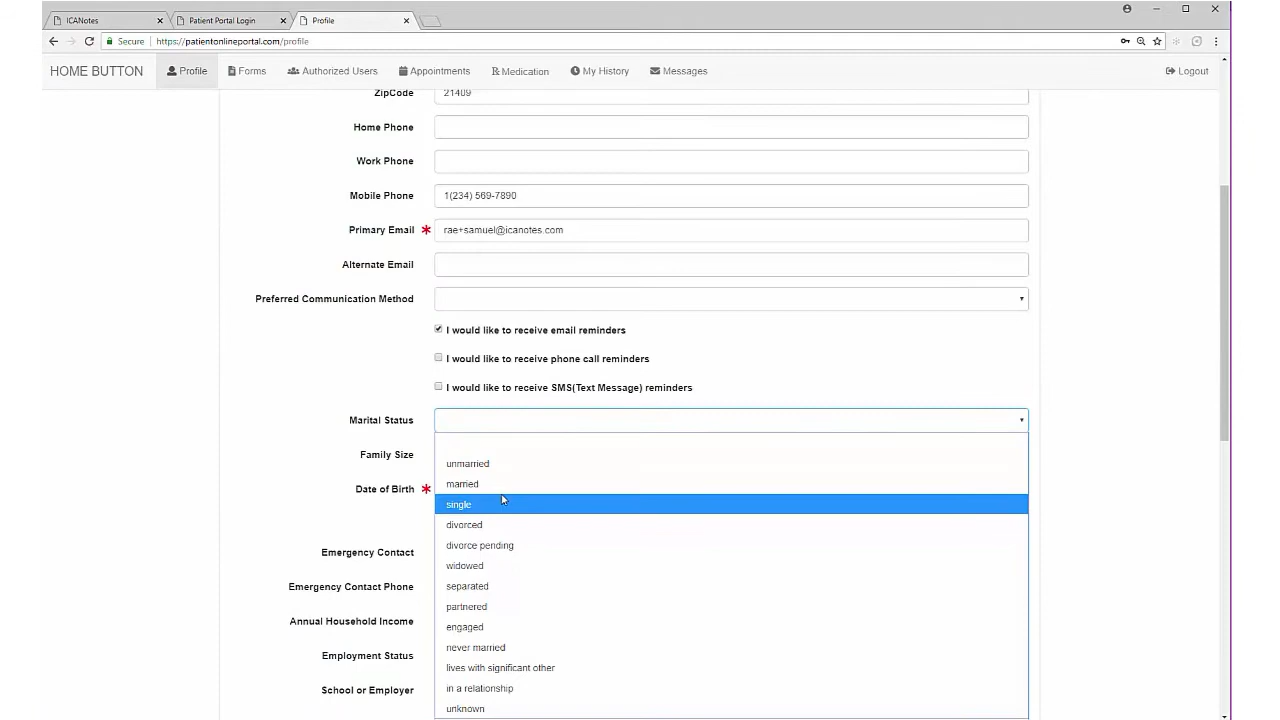 ICANotes Patient Portal Login Profile
Secure https://patientonlineportal.com/profile
HOME BUTTON Profile Forms Authorized Users Appointments Medication My History Messages Logout
ZipCode 21409
Home Phone
Work Phone
Mobile Phone 1(234) 569-7890
Primary Email * rae+samuel@icanotes.com
Alternate Email
Preferred Communication Method
I would like to receive email reminders
I would like to receive phone call reminders
I would like to receive SMS(Text Message) reminders
Marital Status
Family Size
unmarried
married
Date of Birth *
single
divorced
divorce pending
Emergency Contact
widowed
Emergency Contact Phone
separated
partnered
Annual Household Income
engaged
never married
Employment Status
lives with significant other
School or Employer
in a relationship
unknown